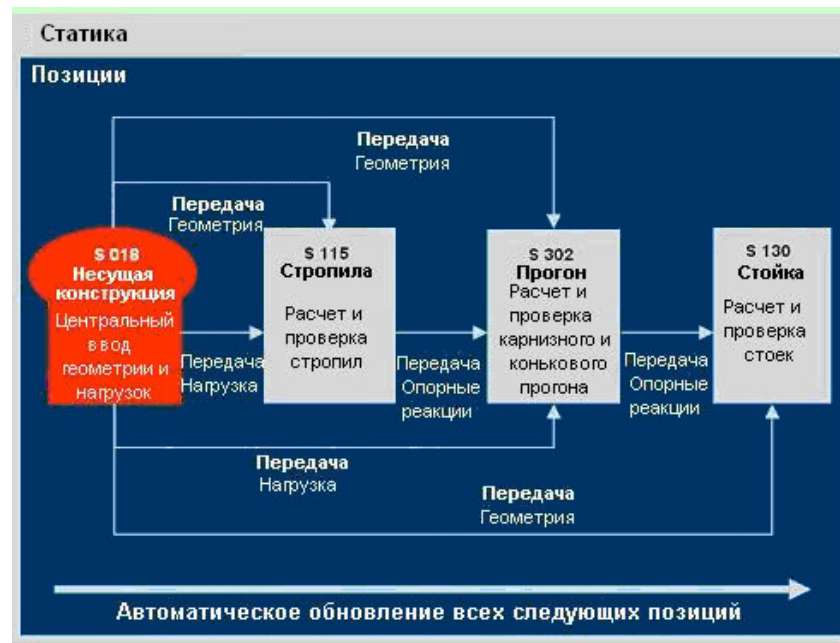 Статика
Позиции
Передача
Геометрия
Передача
Геометрия
S 018
Несущая
конструкция
Центральный
ввод
геометрии и
нагрузок
Передача
Нагрузка
S 115
Стропила
Расчет и
проверка
стропил
Передача
Опорные
реакции
S 302
Прогон
Расчет и
проверка
карнизного и
конькового
прогона
Передача
Опорные
реакции
S 130
Стойка
Расчет и
проверка
стоек
Передача
Нагрузка
Передача
Геометрия
Автоматическое обновление всех следующих позиций